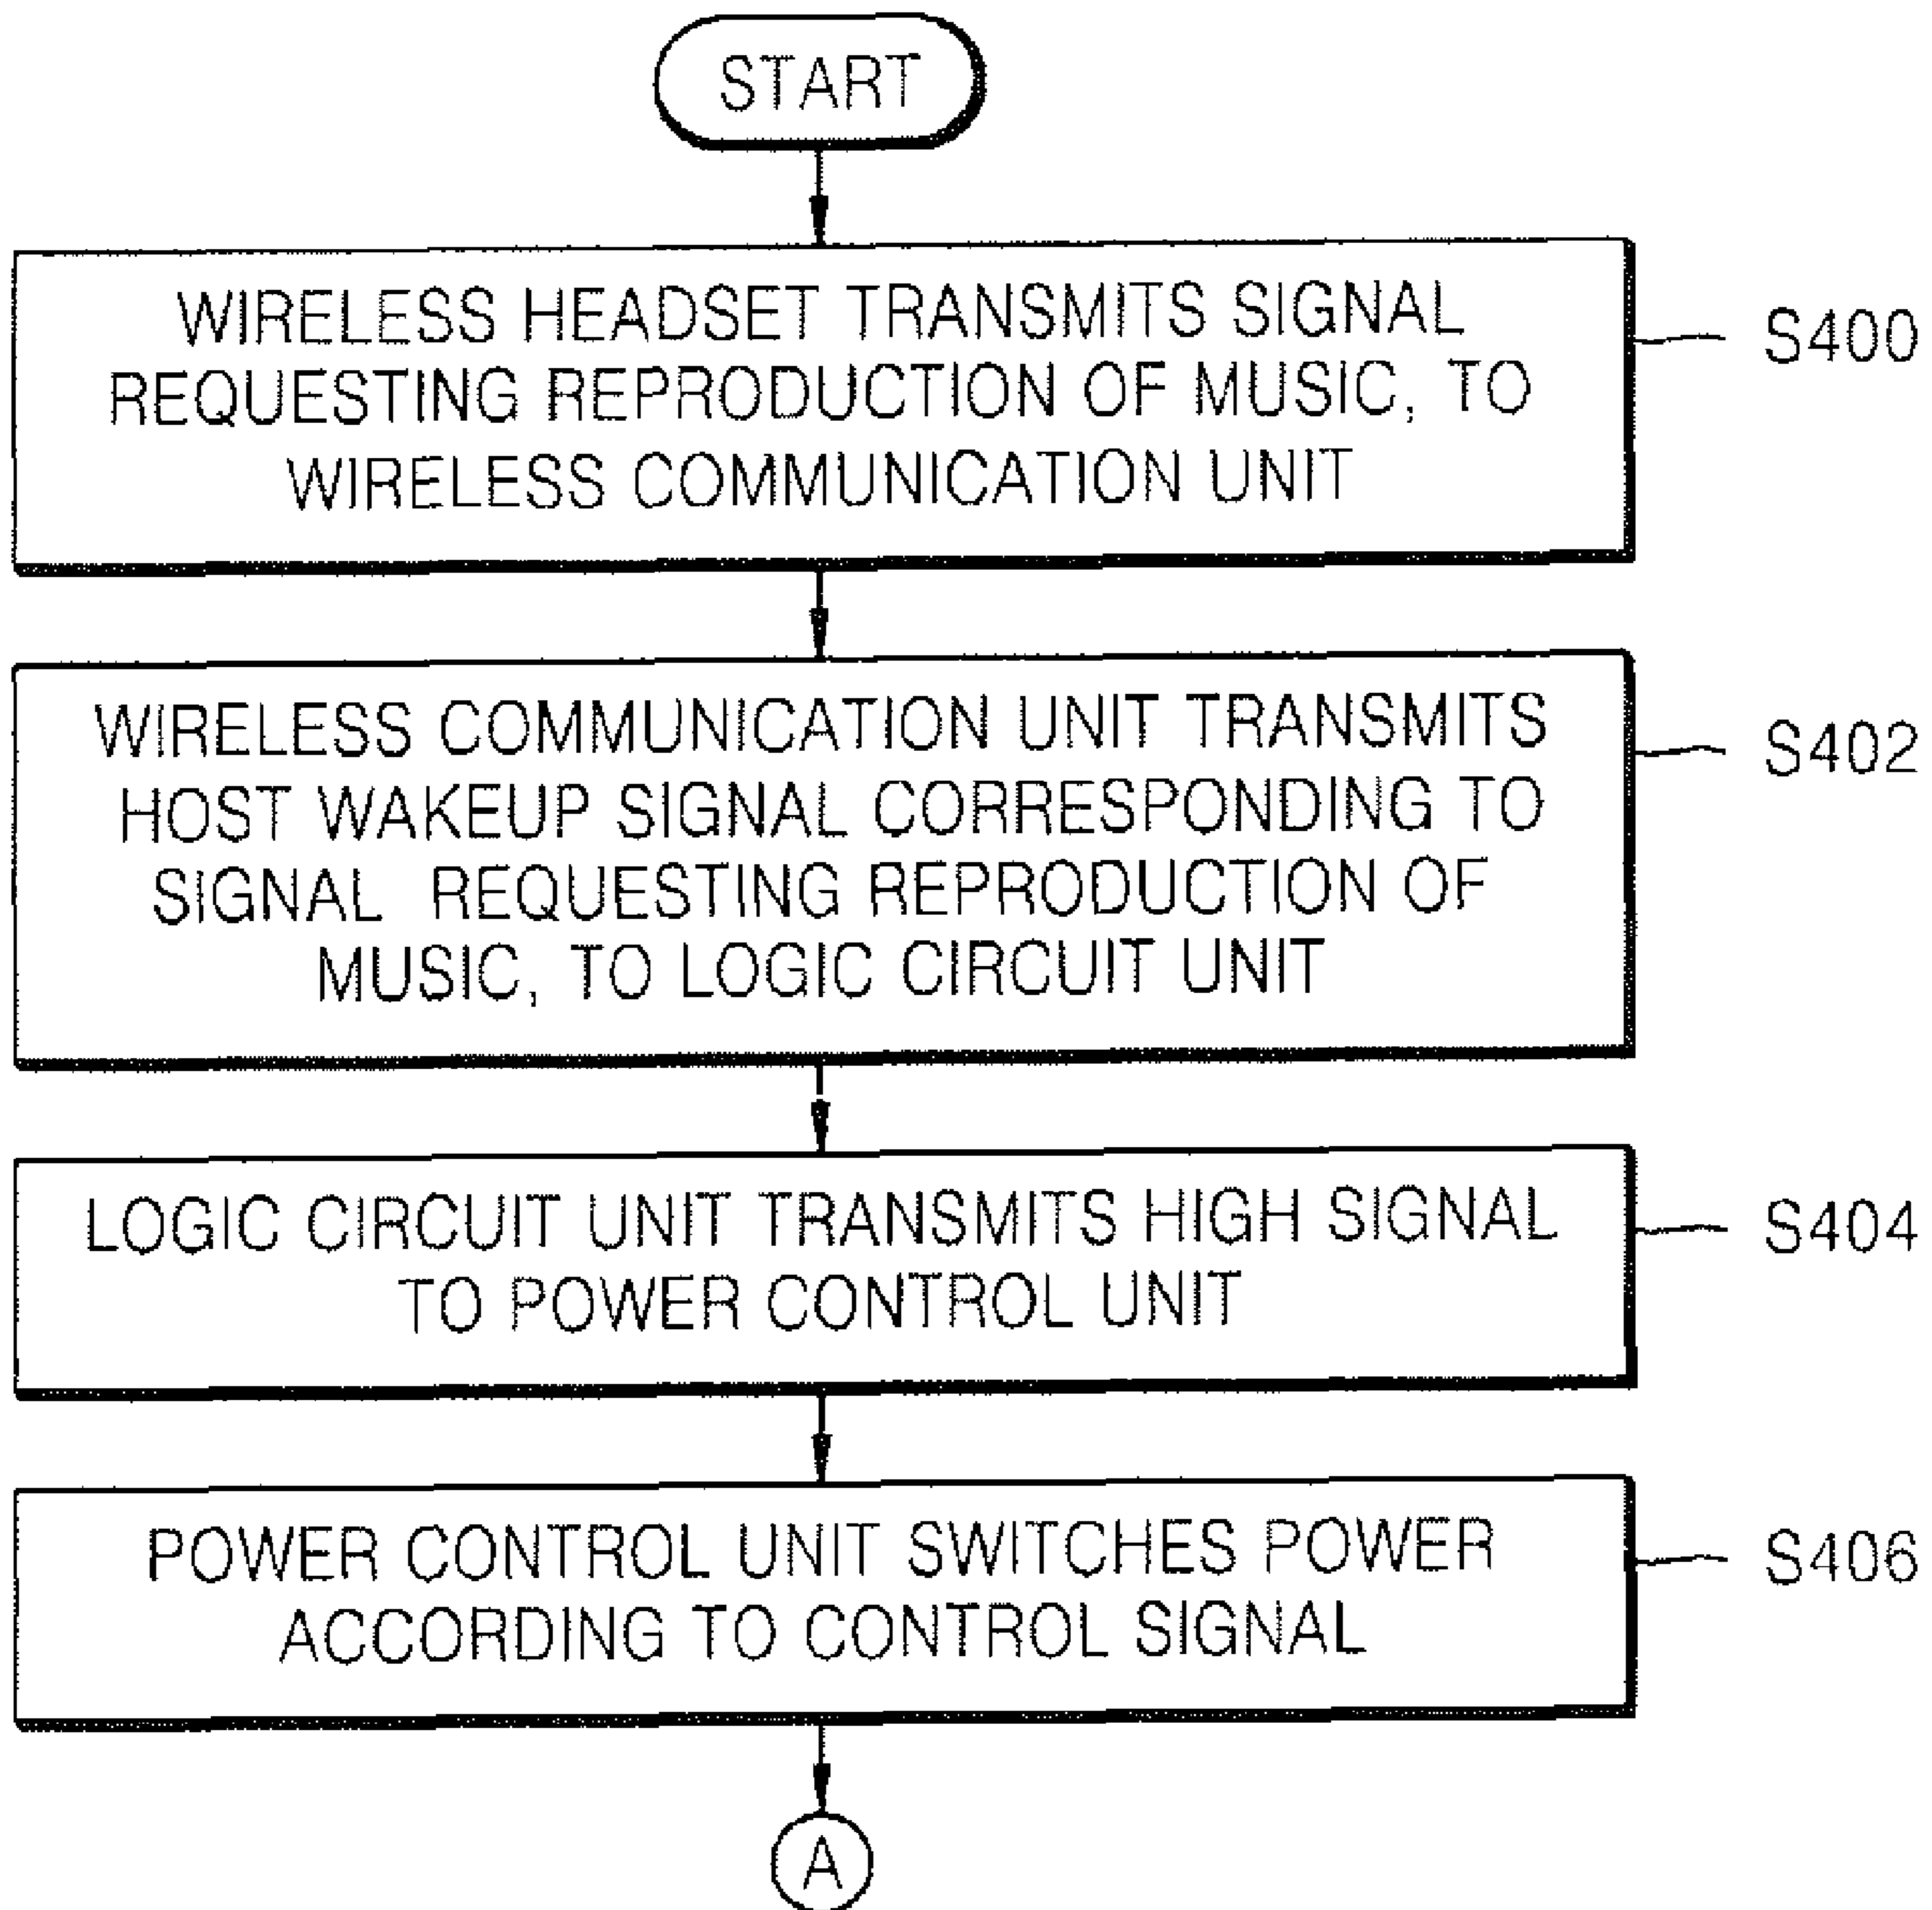 START
WIRELESS HEADSET TRANSMITS SIGNAL
REQUESTING REPRODUCTION OF MUSIC, TO
WIRELESS COMMUNICATION UNIT
S400
WIRELESS COMMUNICATION UNIT TRANSMITS
HOST WAKEUP SIGNAL CORRESPONDING TO
SIGNAL REQUESTING REPRODUCTION OF
MUSIC, TO LOGIC CIRCUIT UNIT
S402
LOGIC CIRCUIT UNIT TRANSMITS HIGH SIGNAL
TO POWER CONTROL UNIT
S404
POWER CONTROL UNIT SWITCHES POWER
ACCORDING TO CONTROL SIGNAL
S406
A